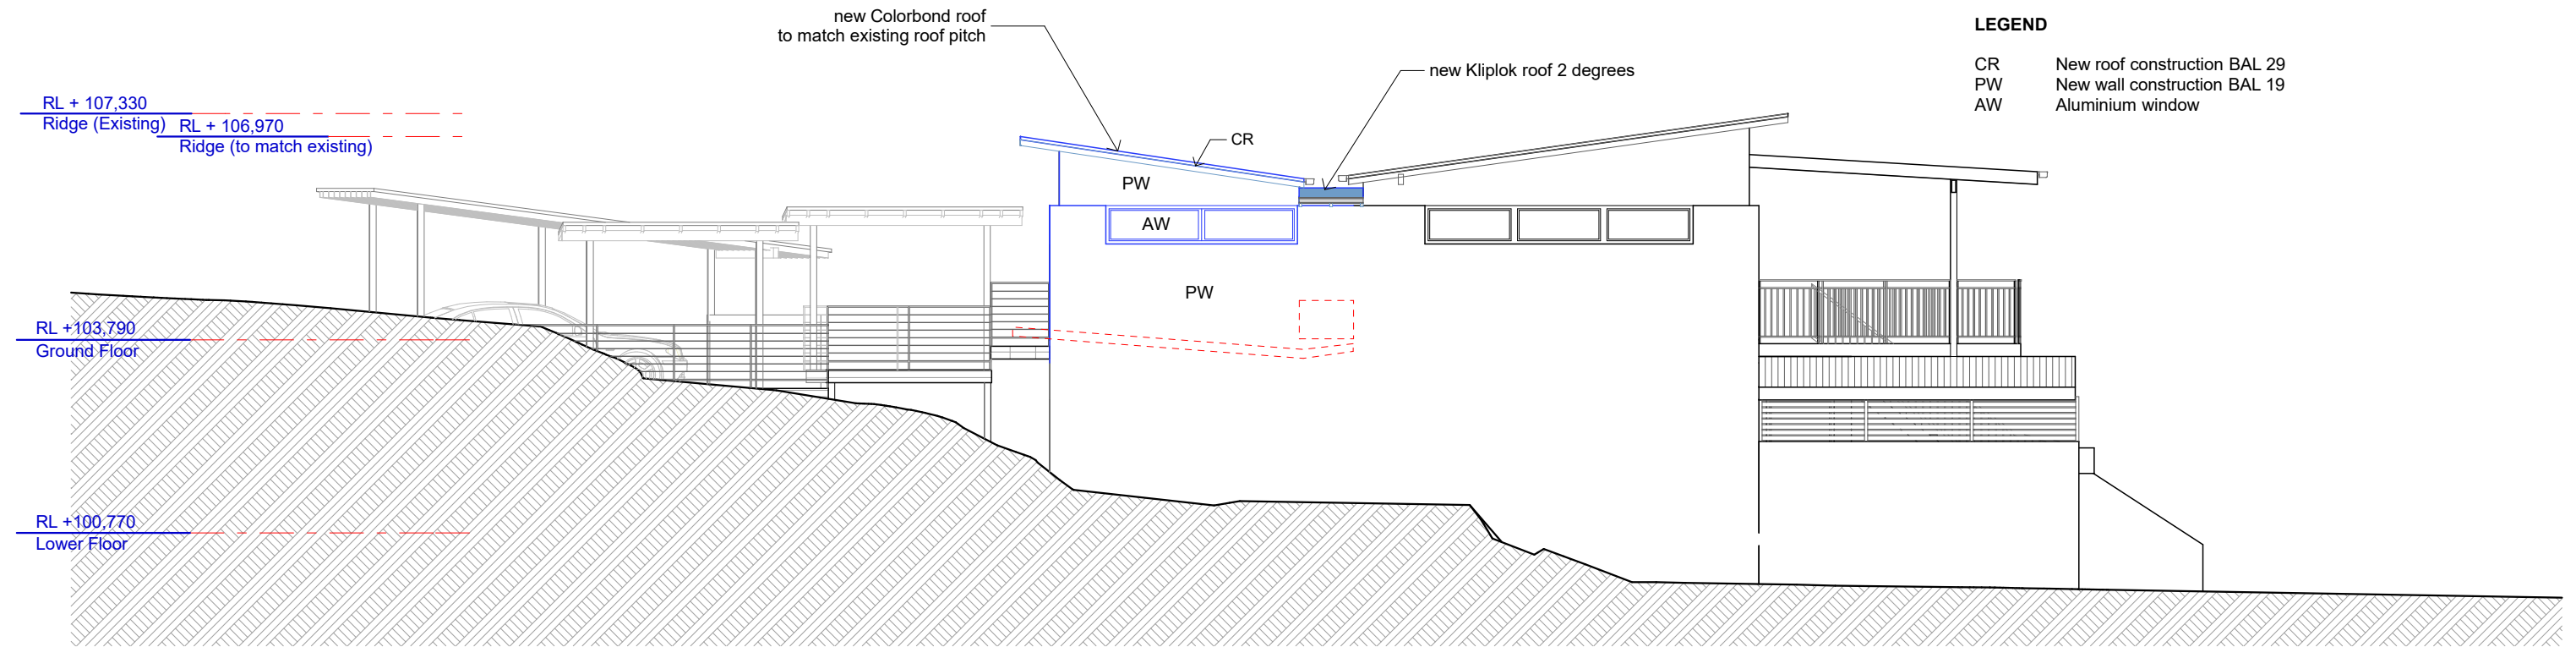 new Colorbond roof
to match existing roof pitch
LEGEND
new Kliplok roof 2 degrees
CR New roof construction BAL 29
PW New wall construction BAL 19
AW Aluminium window
RL + 107,330
Ridge (Existing)
RL + 106,970
Ridge (to match existing)
CR
PW
AW
PW
RL +103,790
Ground Floor
RL +100,770
Lower Floor